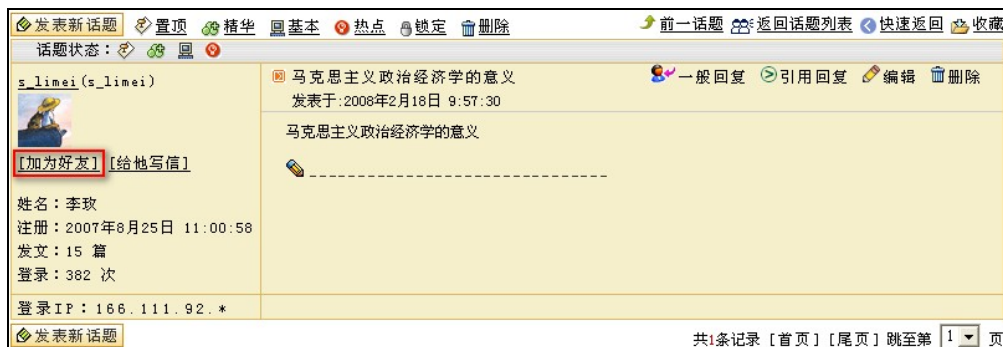 发表新话题 置顶 精华 基本 热点 锁定 删除 前一话题 返回话题列表 快速返回 收藏
话题状态：
s_limei(s_limei)
马克思主义政治经济学的意义 一般回复 引用回复 编辑 删除
发表于:2008年2月18日 9:57:30
马克思主义政治经济学的意义
[加为好友] [给他写信]
姓名：李玫
注册：2007年8月25日 11:00:58
发文：15 篇
登录：382 次
登录IP：166.111.92.*
发表新话题 共1条记录 [首页] [尾页] 跳至第 1 页